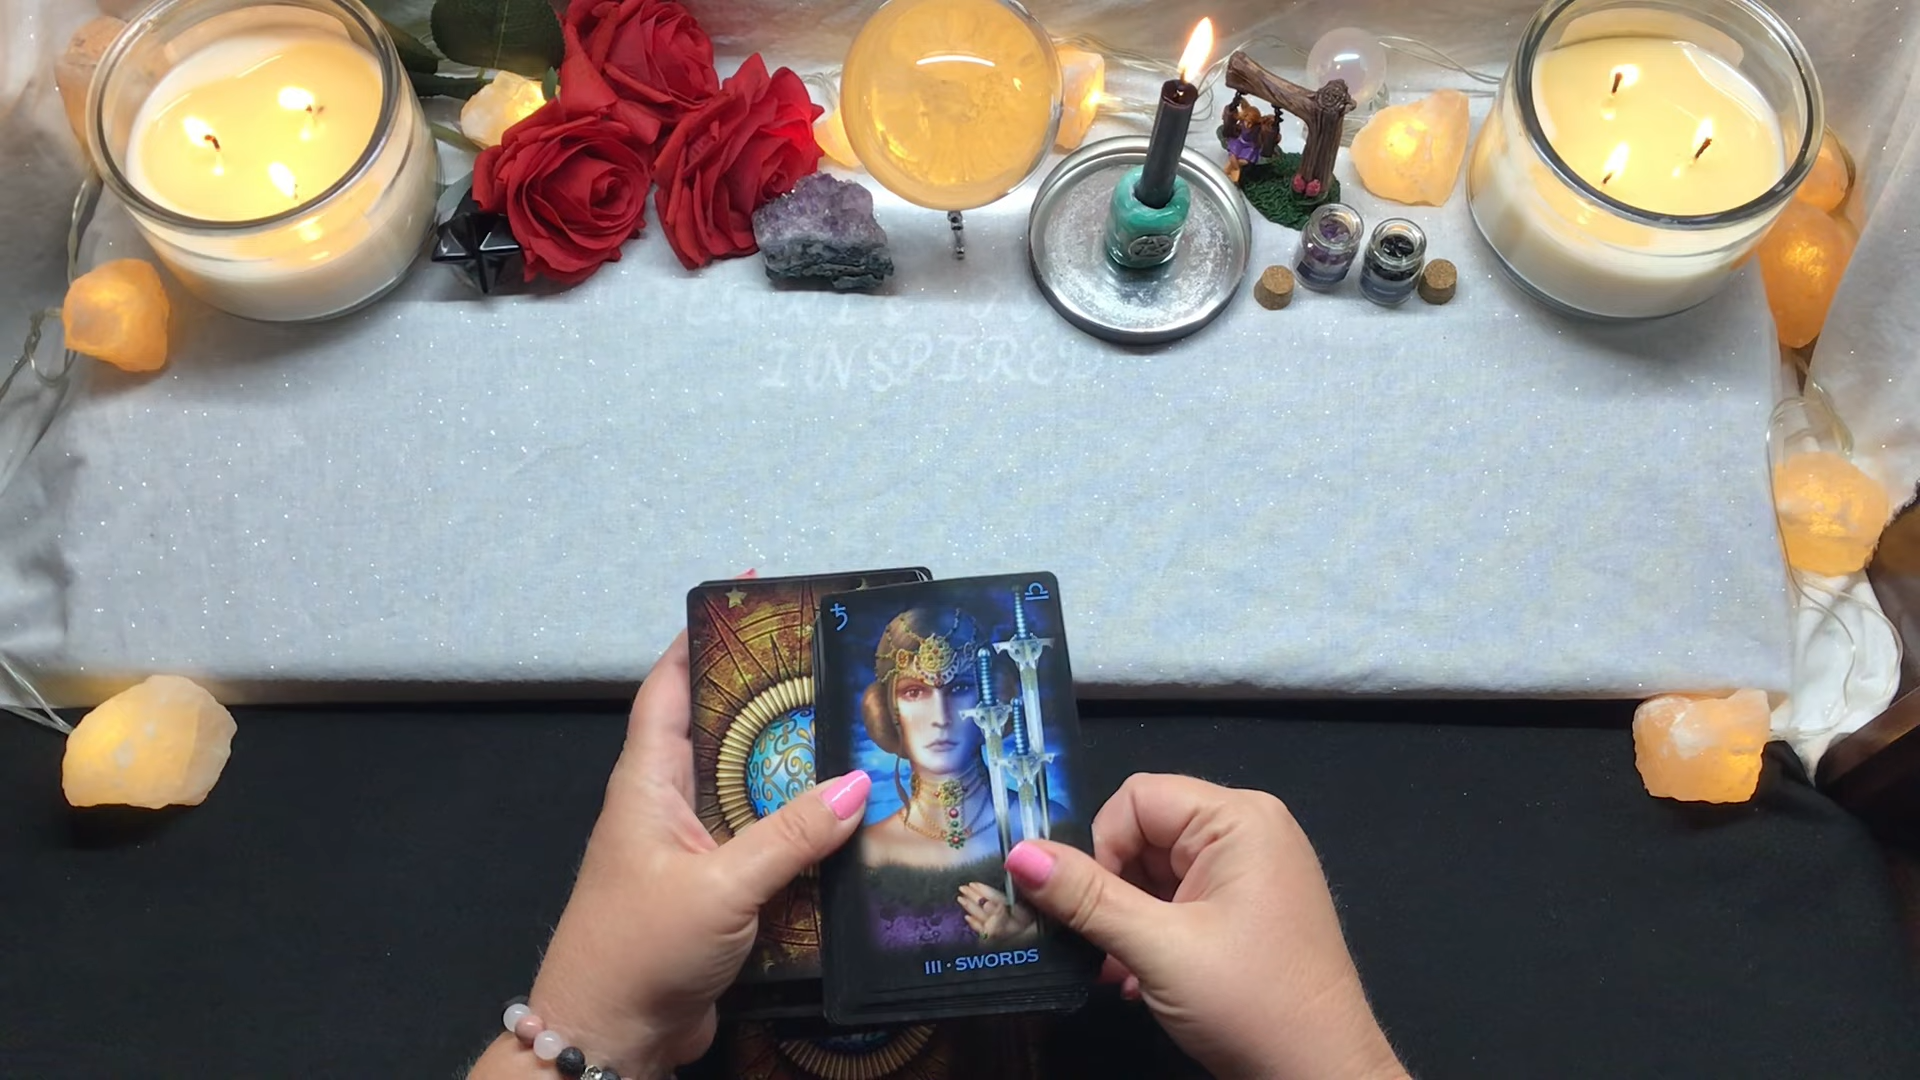 INSPIRED
♄ ♎
III · SWORDS